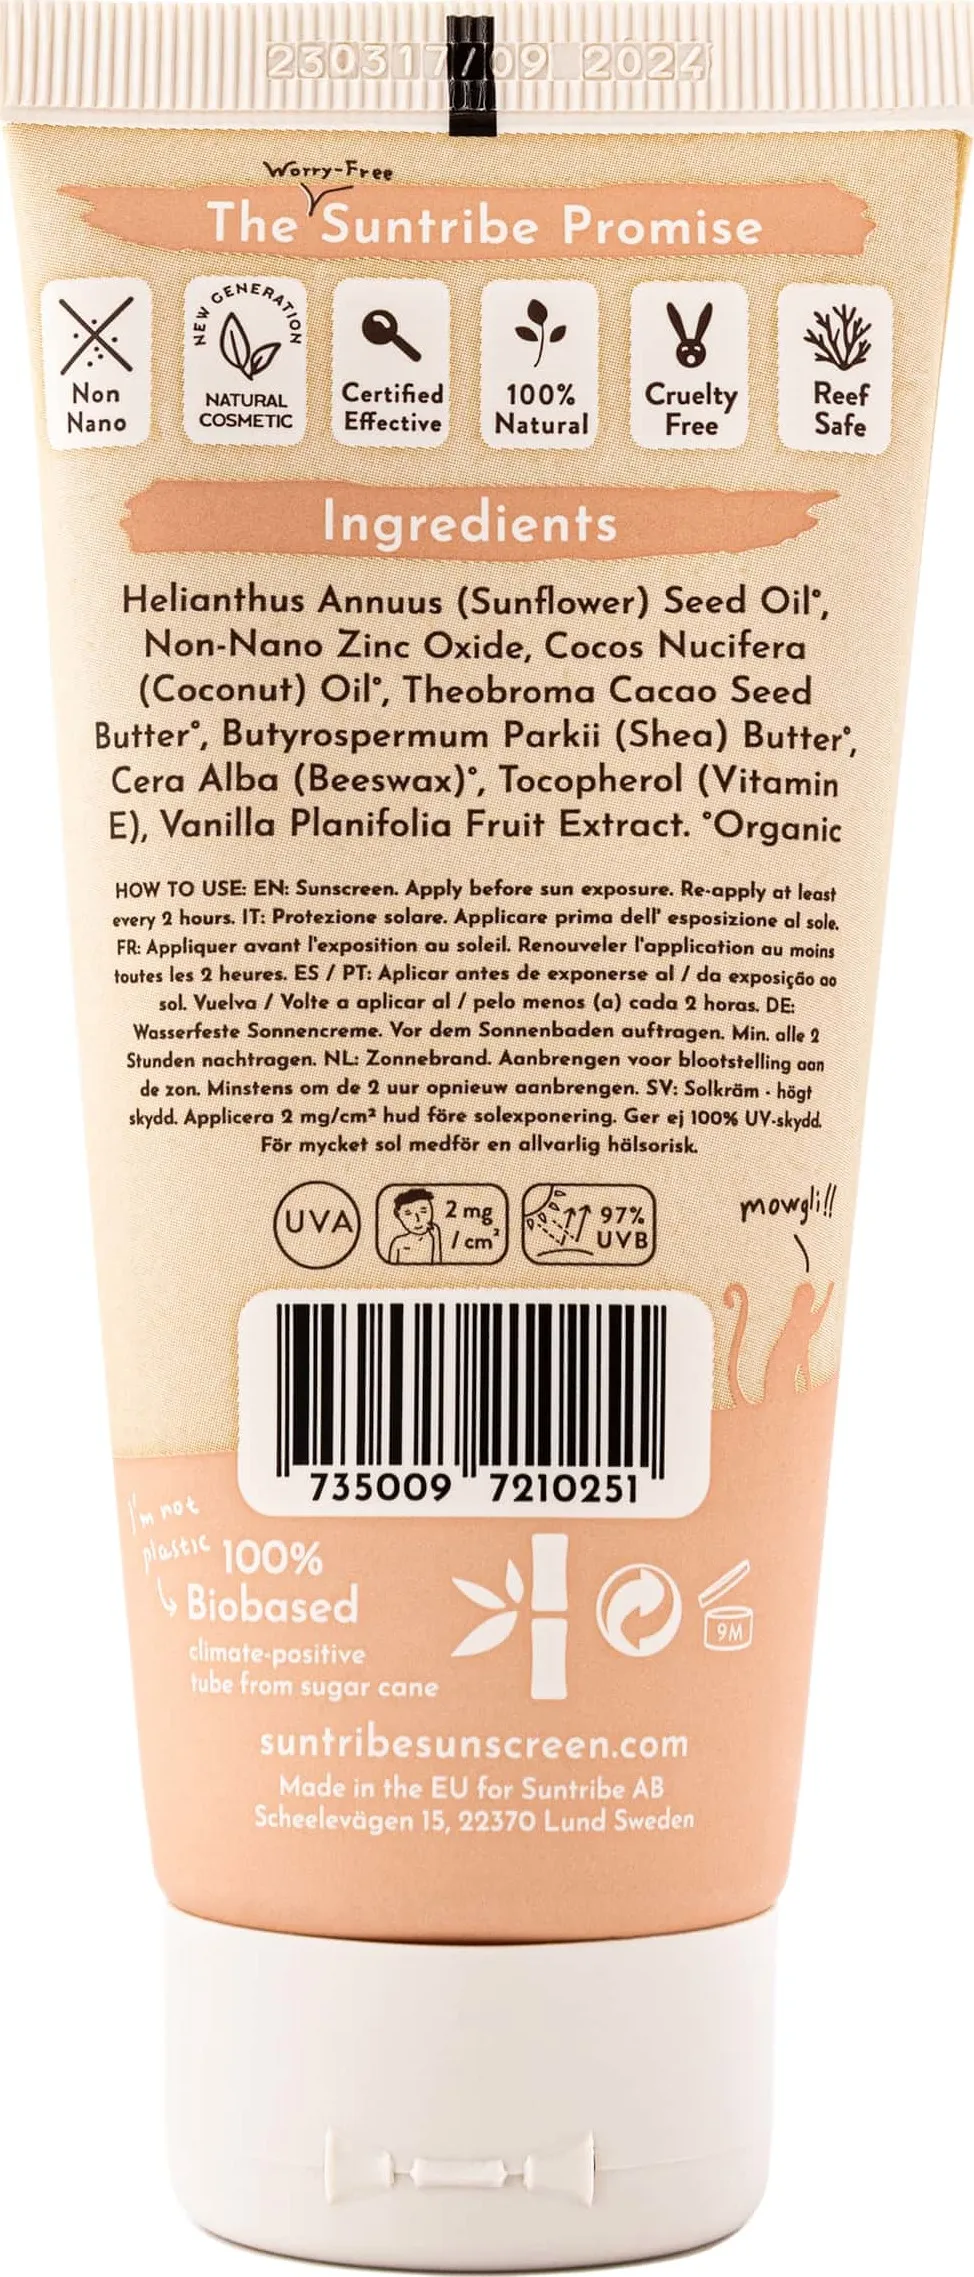 230317/09 2024
Worry-Free
The Suntribe Promise
NEW GENERATION
NATURAL
COSMETIC
Non
Nano
Certified
Effective
100%
Natural
Cruelty
Free
Reef
Safe
Ingredients
Helianthus Annuus (Sunflower) Seed Oil°,
Non-Nano Zinc Oxide, Cocos Nucifera
(Coconut) Oil°, Theobroma Cacao Seed
Butter°, Butyrospermum Parkii (Shea) Butter°,
Cera Alba (Beeswax)°, Tocopherol (Vitamin
E), Vanilla Planifolia Fruit Extract. °Organic
HOW TO USE: EN: Sunscreen. Apply before sun exposure. Re-apply at least
every 2 hours. IT: Protezione solare. Applicare prima dell' esposizione al sole.
FR: Appliquer avant l'exposition au soleil. Renouveler l'application au moins
toutes les 2 heures. ES / PT: Aplicar antes de exponerse al / da exposição ao
sol. Vuelva / Volte a aplicar al / pelo menos (a) cada 2 horas. DE:
Wasserfeste Sonnencreme. Vor dem Sonnenbaden auftragen. Min. alle 2
Stunden nachtragen. NL: Zonnebrand. Aanbrengen voor blootstelling aan
de zon. Minstens om de 2 uur opnieuw aanbrengen. SV: Solkräm - högt
skydd. Applicera 2 mg/cm² hud före solexponering. Ger ej 100% UV-skydd.
För mycket sol medför en allvarlig hälsorisk.
UVA
2 mg
/ cm²
97%
UVB
mowgli!!
735009 7210251
I'm not
plastic
100%
Biobased
climate-positive
tube from sugar cane
9M
suntribesunscreen.com
Made in the EU for Suntribe AB
Scheelevägen 15, 22370 Lund Sweden